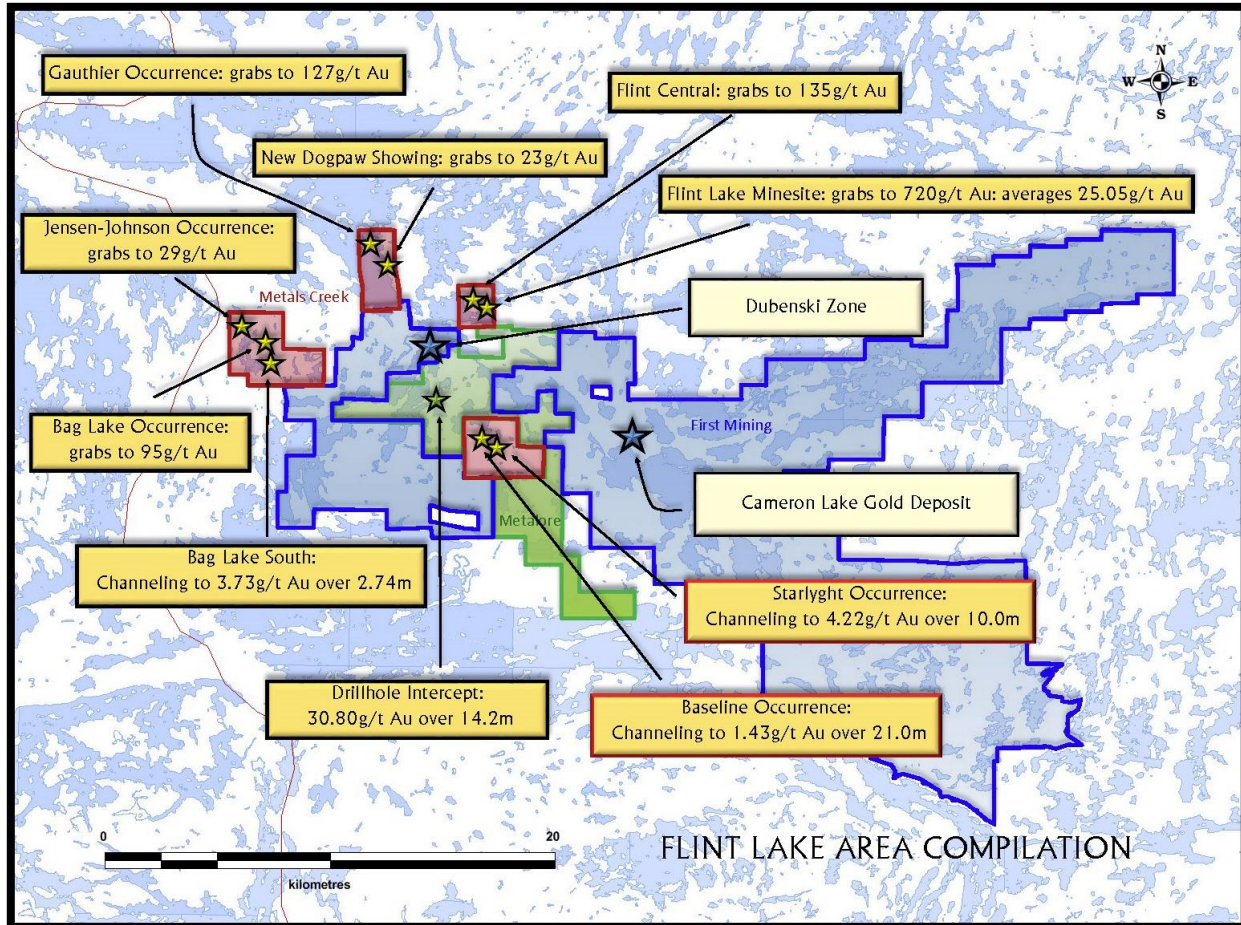 N
W E
S
Gauthier Occurrence: grabs to 127g/t Au
Flint Central: grabs to 135g/t Au
New Dogpaw Showing: grabs to 23g/t Au
Flint Lake Minesite: grabs to 720g/t Au: averages 25.05g/t Au
Jensen-Johnson Occurrence:
grabs to 29g/t Au
Metals Creek
Dubenski Zone
Bag Lake Occurrence:
grabs to 95g/t Au
First Mining
Cameron Lake Gold Deposit
Metalore
Bag Lake South:
Channeling to 3.73g/t Au over 2.74m
Starlyght Occurrence:
Channeling to 4.22g/t Au over 10.0m
Drillhole Intercept:
30.80g/t Au over 14.2m
Baseline Occurrence:
Channeling to 1.43g/t Au over 21.0m
0 20
kilometres
FLINT LAKE AREA COMPILATION